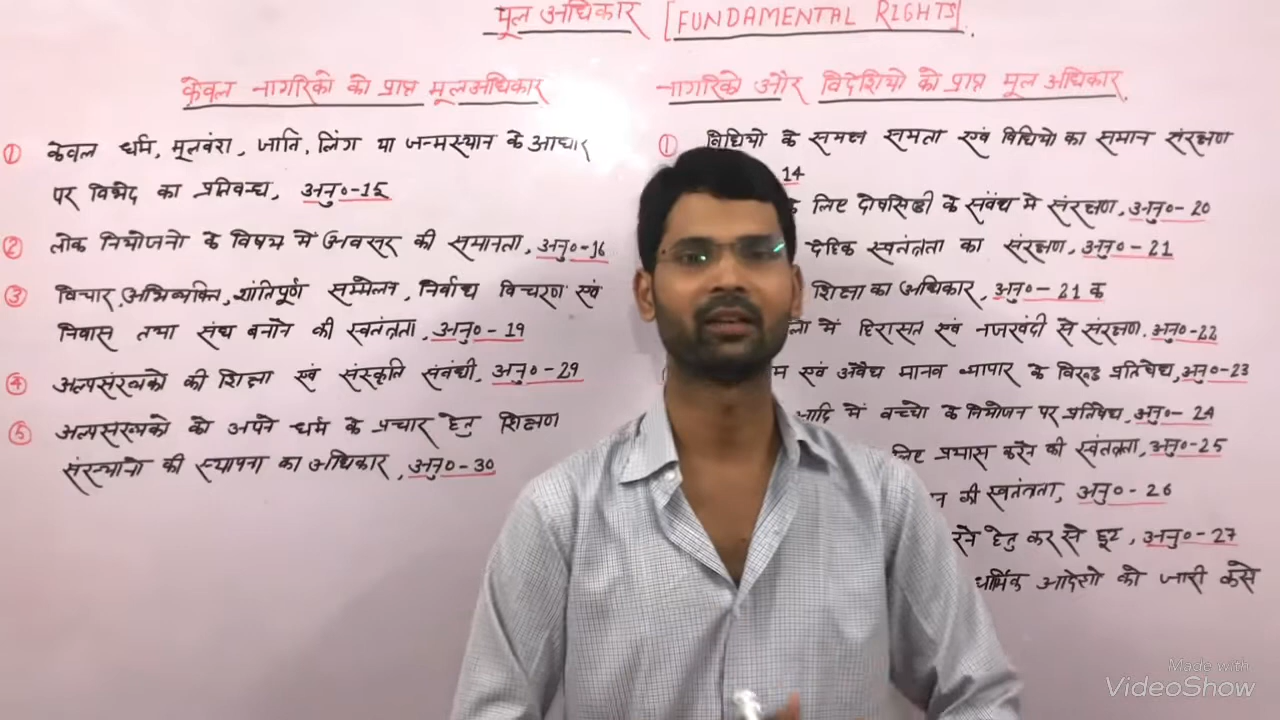 मूल अधिकार [FUNDAMENTAL RIGHTS].
केवल नागरिको को प्राप्त मूल अधिकार
① केवल धर्म, मूलवंश, जाति, लिंग या जन्मस्थान के आधार
पर विभेद का प्रतिबन्ध, अनु०-15
② लोक नियोजनो के विषय में अवसर की समानता, अनु०-16
③ विचार, अभिव्यक्ति, शांतिपूर्ण सम्मेलन, निर्वाध विचरण एवं
निवास तथा संघ बनाने की स्वतंत्रता, अनु०-19
④ अल्पसंख्यको की शिक्षा एवं संस्कृति संबंधी, अनु०-29
⑤ अल्पसंख्यको को अपने धर्म के प्रचार हेतु शिक्षण
संस्थानो की स्थापना का अधिकार, अनु०-30
नागरिको और विदेशियो को प्राप्त मूल अधिकार
① विधियो के समक्ष समता एवं विधियो का समान संरक्षण
14
के लिए दोषसिद्धी के संबंध मे संरक्षण, अनु०-20
दैहिक स्वतंत्रता का संरक्षण, अनु०-21
शिक्षा का अधिकार, अनु०-21 क
में हिरासत एवं नजरबंदी से संरक्षण, अनु०-22
एवं अवैध मानव व्यापार के विरूद्ध प्रतिषेध, अनु०-23
आदि में बच्चो के नियोजन पर प्रतिषेध, अनु०-24
लिए प्रयास करने की स्वंतत्रता, अनु०-25
की स्वतंत्रता, अनु०-26
हेतु कर से छूट, अनु०-27
धार्मिक आदेशो को जारी करने
Made with
VideoShow